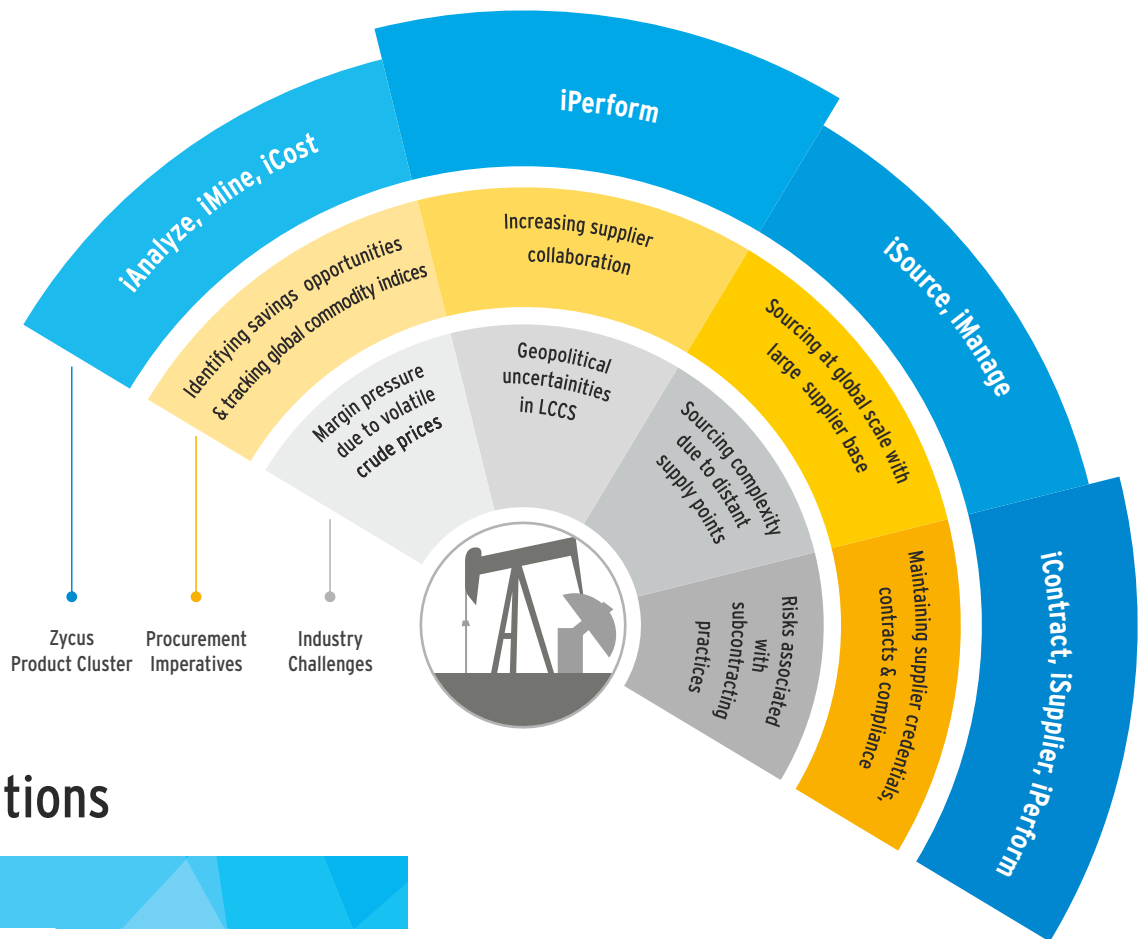 iPerform
iAnalyze, iMine, iCost
iSource, iManage
iContract, iSupplier, iPerform
Identifying savings opportunities
& tracking global commodity indices
Increasing supplier
collaboration
Sourcing at global scale with
large supplier base
Maintaining supplier credentials,
contracts & compliance
Margin pressure
due to volatile
crude prices
Geopolitical
uncertainities
in LCCS
Sourcing complexity
due to distant
supply points
Risks associated
with
subcontracting
practices
Zycus
Product Cluster
Procurement
Imperatives
Industry
Challenges
tions